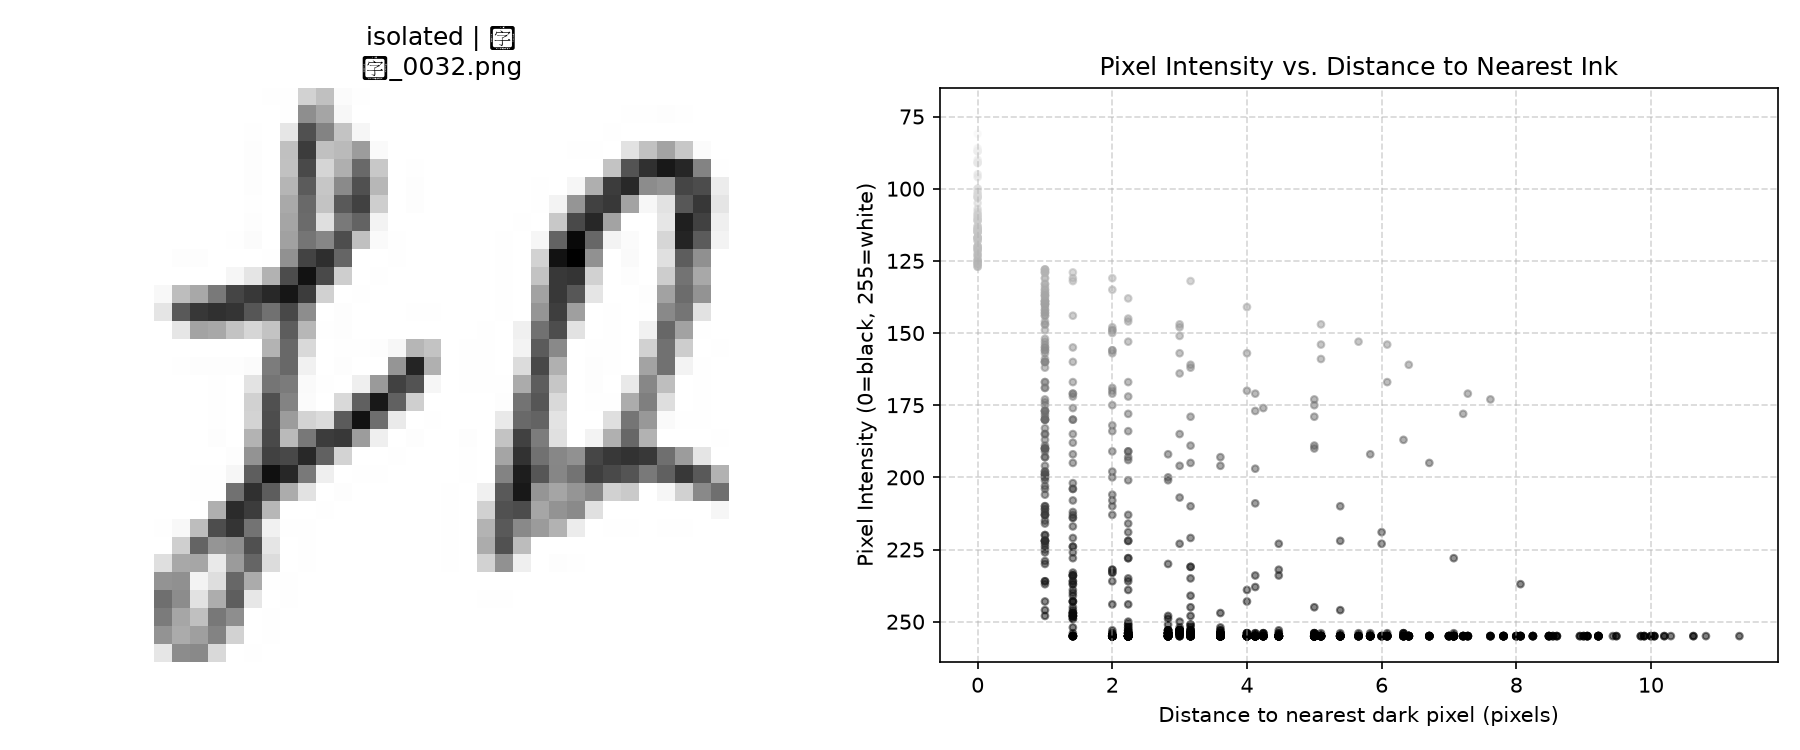 isolated |
_0032.png
Pixel Intensity vs. Distance to Nearest Ink
Pixel Intensity (0=black, 255=white)
75
100
125
150
175
200
225
250
0 2 4 6 8 10
Distance to nearest dark pixel (pixels)